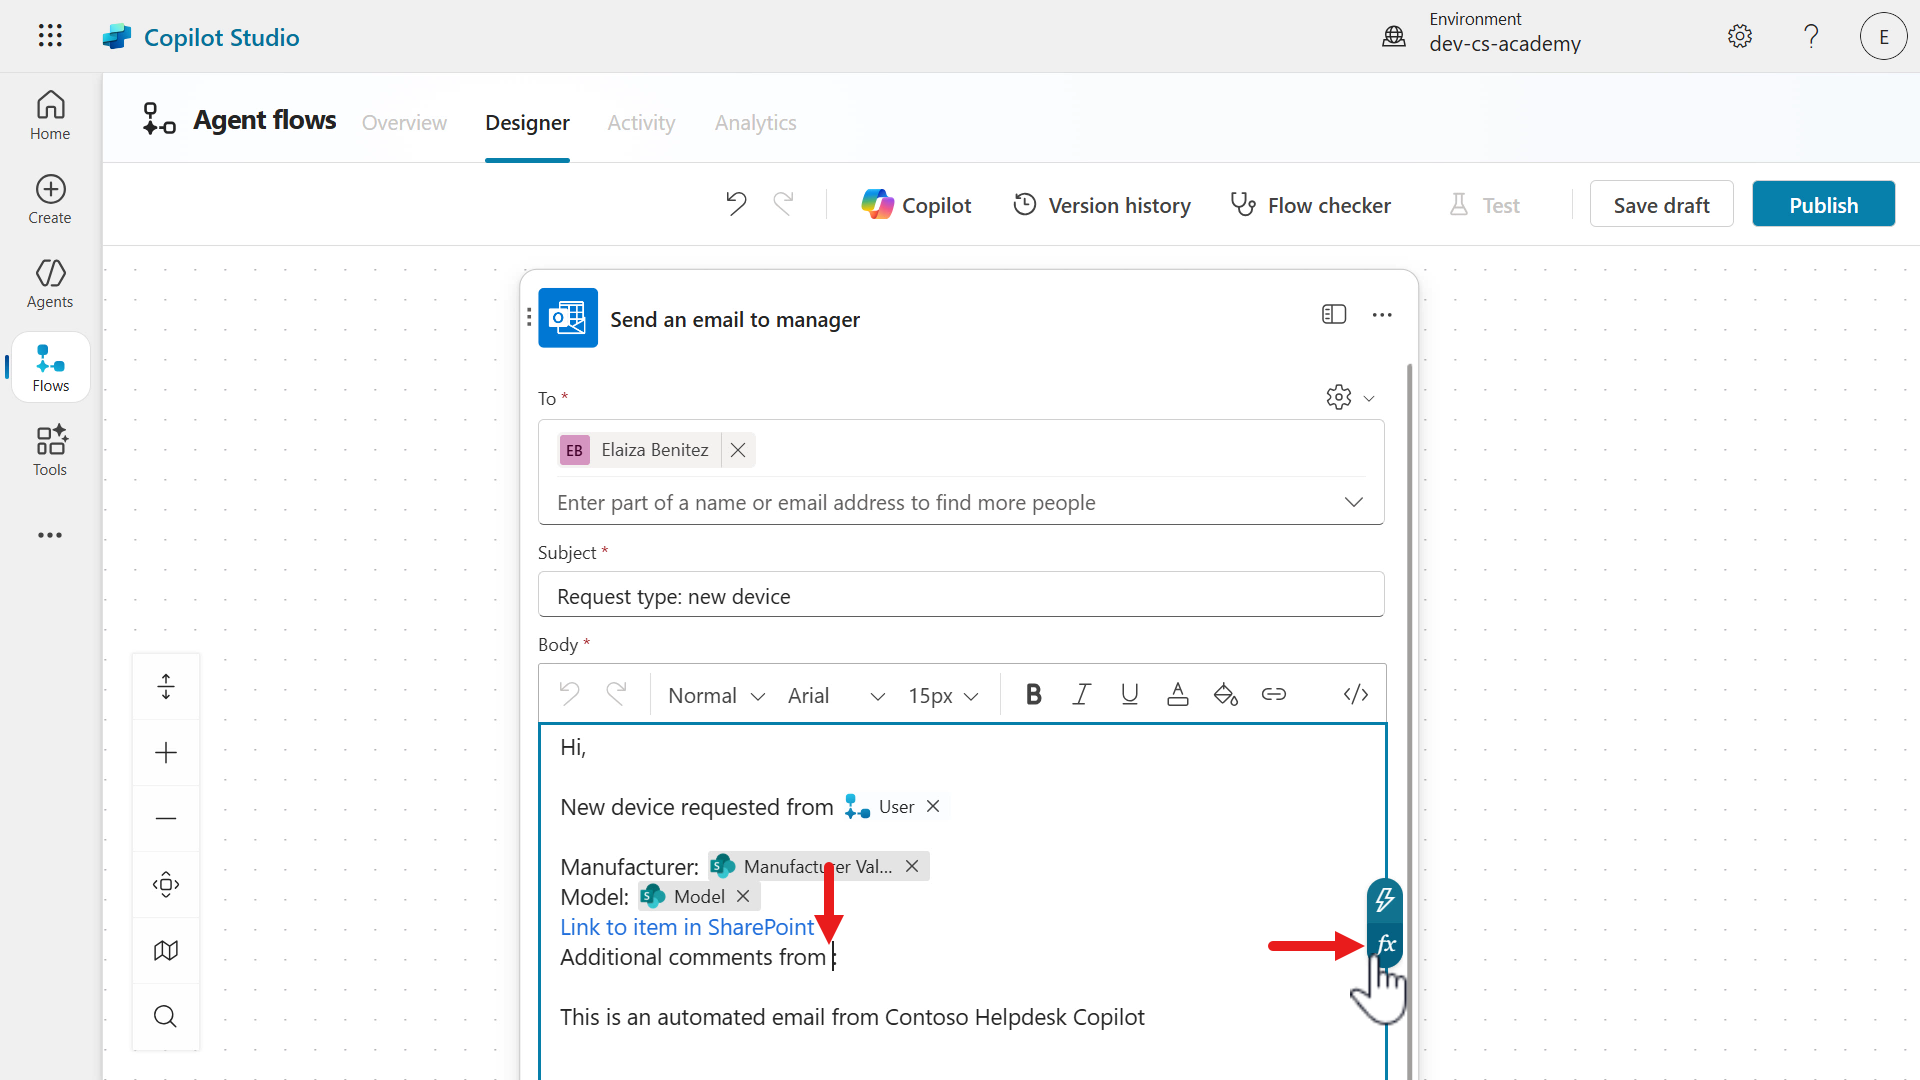 Copilot Studio
Environment
dev-cs-academy
E
Home
Create
Agents
Flows
Tools
Agent flows
Overview
Designer
Activity
Analytics
Copilot
Version history
Flow checker
Test
Save draft
Publish
Send an email to manager
To *
EB Elaiza Benitez
Enter part of a name or email address to find more people
Subject *
Request type: new device
Body *
Normal
Arial
15px
B
I
U
A
</>
Hi,
New device requested from User
Manufacturer: Manufacturer Val...
Model: Model
Link to item in SharePoint
Additional comments from :
This is an automated email from Contoso Helpdesk Copilot
fx